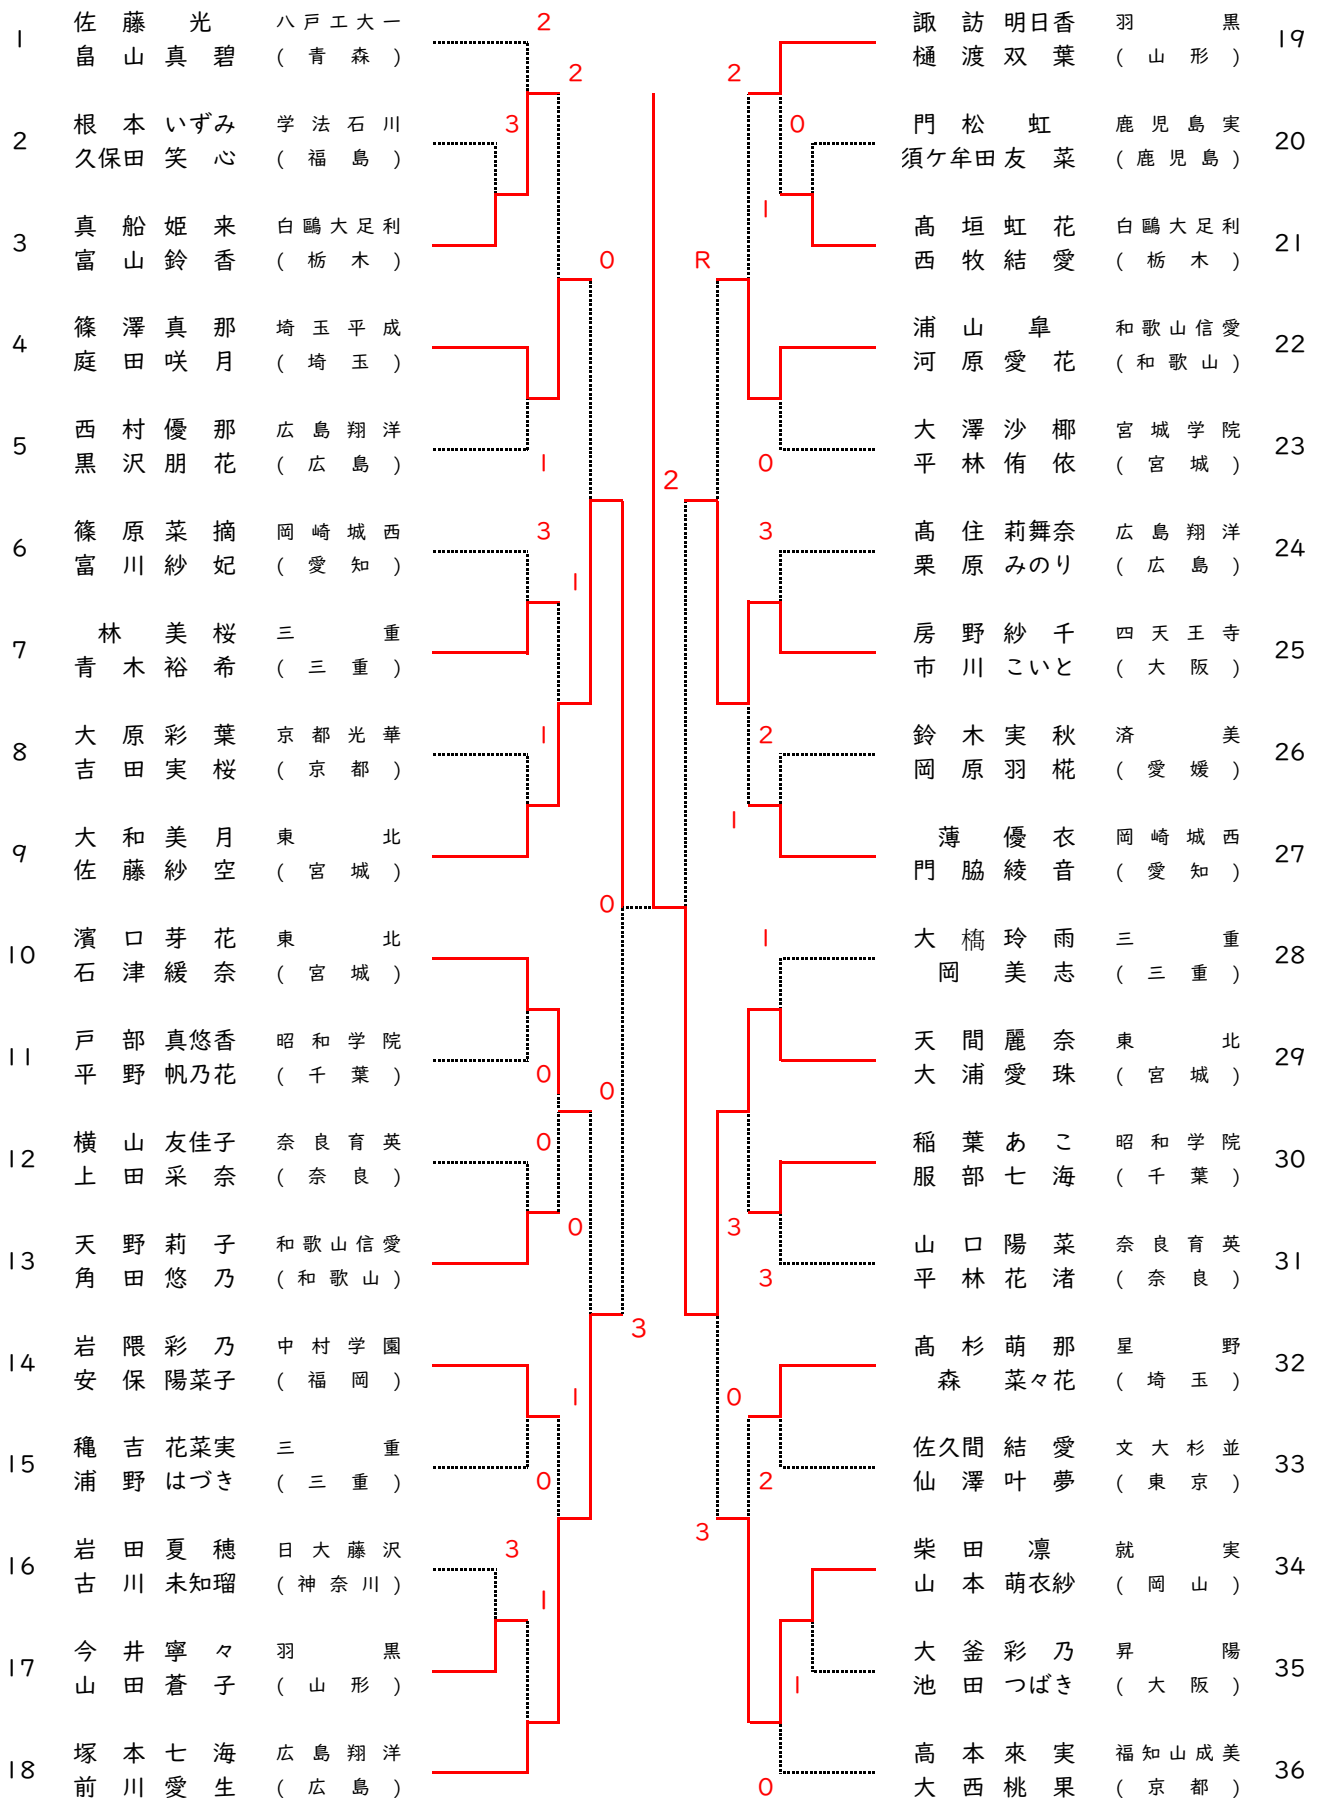 1 佐藤光 八戸工大一
畠山真碧 (青森)
2 根本いずみ 学法石川
久保田笑心 (福島)
3 真船姫来 白鷗大足利
富山鈴香 (栃木)
4 篠澤真那 埼玉平成
庭田咲月 (埼玉)
5 西村優那 広島翔洋
黒沢朋花 (広島)
6 篠原菜摘 岡崎城西
富川紗妃 (愛知)
7 林美桜 三重
青木裕希 (三重)
8 大原彩葉 京都光華
吉田実桜 (京都)
9 大和美月 東北
佐藤紗空 (宮城)
10 濱口芽花 東北
石津緩奈 (宮城)
11 戸部真悠香 昭和学院
平野帆乃花 (千葉)
12 横山友佳子 奈良育英
上田采奈 (奈良)
13 天野莉子 和歌山信愛
角田悠乃 (和歌山)
14 岩隈彩乃 中村学園
安保陽菜子 (福岡)
15 穐吉花菜実 三重
浦野はづき (三重)
16 岩田夏穂 日大藤沢
古川未知瑠 (神奈川)
17 今井寧々 羽黒
山田蒼子 (山形)
18 塚本七海 広島翔洋
前川愛生 (広島)
2
2
3
0
1
3
1
1
0
0
0
0
0
3
1
0
3
1
2
2
0
1
R
0
2
3
2
1
1
3
3
0
2
3
1
0
諏訪明日香 羽黒 19
樋渡双葉 (山形)
門松虹 鹿児島実 20
須ケ牟田友菜 (鹿児島)
髙垣虹花 白鷗大足利 21
西牧結愛 (栃木)
浦山皐 和歌山信愛 22
河原愛花 (和歌山)
大澤沙椰 宮城学院 23
平林侑依 (宮城)
髙住莉舞奈 広島翔洋 24
栗原みのり (広島)
房野紗千 四天王寺 25
市川こいと (大阪)
鈴木実秋 済美 26
岡原羽椛 (愛媛)
薄優衣 岡崎城西 27
門脇綾音 (愛知)
大𣘺玲雨 三重 28
岡美志 (三重)
天間麗奈 東北 29
大浦愛珠 (宮城)
稲葉あこ 昭和学院 30
服部七海 (千葉)
山口陽菜 奈良育英 31
平林花渚 (奈良)
髙杉萌那 星野 32
森菜々花 (埼玉)
佐久間結愛 文大杉並 33
仙澤叶夢 (東京)
柴田凛 就実 34
山本萌衣紗 (岡山)
大釜彩乃 昇陽 35
池田つばき (大阪)
高本來実 福知山成美 36
大西桃果 (京都)